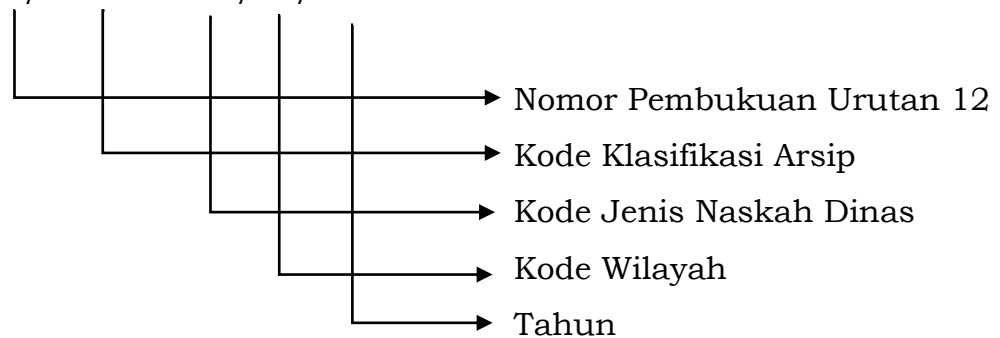 Nomor Pembukuan Urutan 12
Kode Klasifikasi Arsip
Kode Jenis Naskah Dinas
Kode Wilayah
Tahun